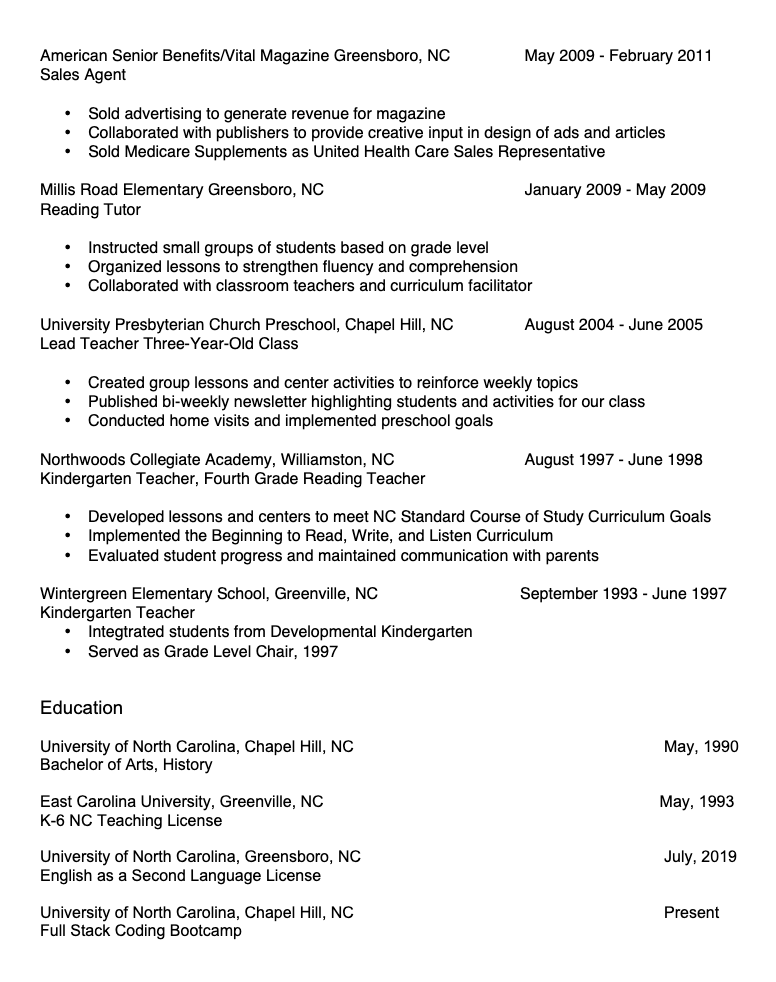 American Senior Benefits/Vital Magazine Greensboro, NC May 2009 - February 2011
Sales Agent
• Sold advertising to generate revenue for magazine
• Collaborated with publishers to provide creative input in design of ads and articles
• Sold Medicare Supplements as United Health Care Sales Representative
Millis Road Elementary Greensboro, NC January 2009 - May 2009
Reading Tutor
• Instructed small groups of students based on grade level
• Organized lessons to strengthen fluency and comprehension
• Collaborated with classroom teachers and curriculum facilitator
University Presbyterian Church Preschool, Chapel Hill, NC August 2004 - June 2005
Lead Teacher Three-Year-Old Class
• Created group lessons and center activities to reinforce weekly topics
• Published bi-weekly newsletter highlighting students and activities for our class
• Conducted home visits and implemented preschool goals
Northwoods Collegiate Academy, Williamston, NC August 1997 - June 1998
Kindergarten Teacher, Fourth Grade Reading Teacher
• Developed lessons and centers to meet NC Standard Course of Study Curriculum Goals
• Implemented the Beginning to Read, Write, and Listen Curriculum
• Evaluated student progress and maintained communication with parents
Wintergreen Elementary School, Greenville, NC September 1993 - June 1997
Kindergarten Teacher
• Integtrated students from Developmental Kindergarten
• Served as Grade Level Chair, 1997
Education
University of North Carolina, Chapel Hill, NC May, 1990
Bachelor of Arts, History
East Carolina University, Greenville, NC May, 1993
K-6 NC Teaching License
University of North Carolina, Greensboro, NC July, 2019
English as a Second Language License
University of North Carolina, Chapel Hill, NC Present
Full Stack Coding Bootcamp